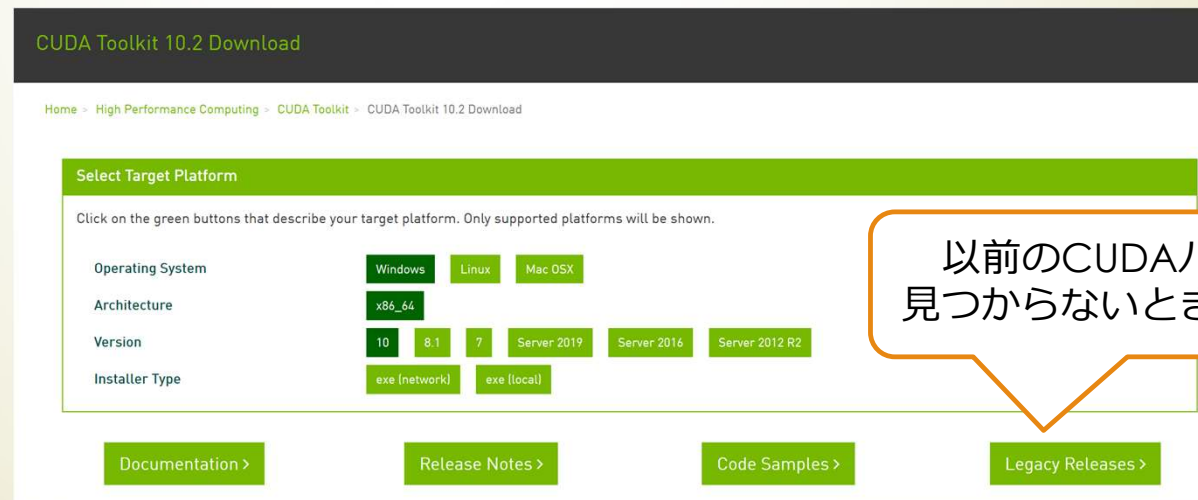 CUDA Toolkit 10.2 Download
Home > High Performance Computing > CUDA Toolkit > CUDA Toolkit 10.2 Download
Select Target Platform
Click on the green buttons that describe your target platform. Only supported platforms will be shown.
Operating System Windows Linux Mac OSX
Architecture x86_64
Version 10 8.1 7 Server 2019 Server 2016 Server 2012 R2
Installer Type exe (network) exe (local)
以前のCUDA
見つからないとき
Documentation > Release Notes > Code Samples > Legacy Releases >